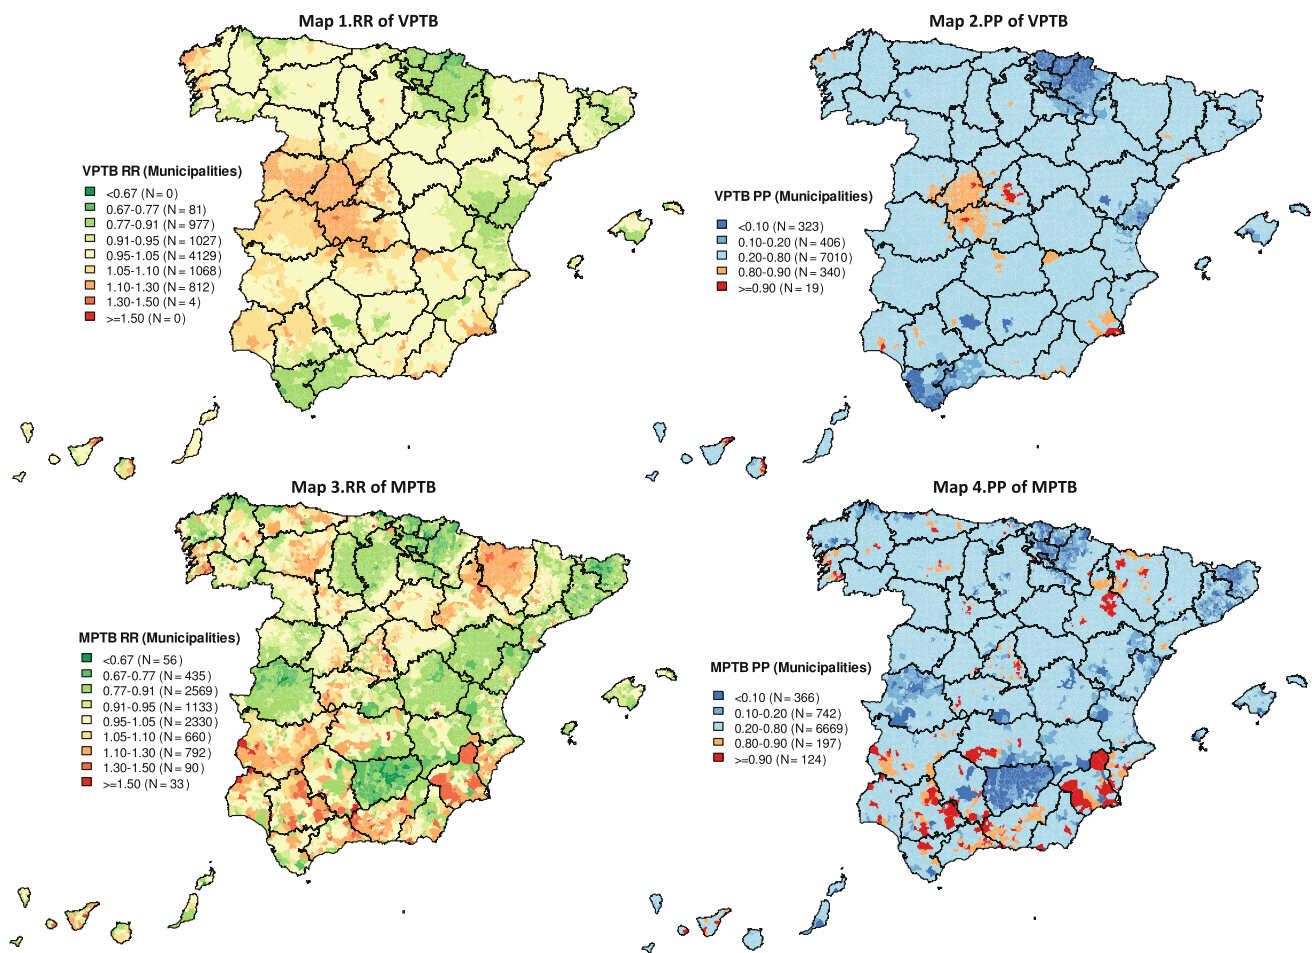 Map 1.RR of VPTB
VPTB RR (Municipalities)
<0.67 (N= 0)
0.67-0.77 (N= 81)
0.77-0.91 (N= 977)
0.91-0.95 (N= 1027)
0.95-1.05 (N= 4129)
1.05-1.10 (N= 1068)
1.10-1.30 (N= 812)
1.30-1.50 (N= 4)
>=1.50 (N= 0)
Map 2.PP of VPTB
VPTB PP (Municipalities)
<0.10 (N= 323)
0.10-0.20 (N= 406)
0.20-0.80 (N= 7010)
0.80-0.90 (N= 340)
>=0.90 (N= 19)
Map 3.RR of MPTB
MPTB RR (Municipalities)
<0.67 (N= 56)
0.67-0.77 (N= 435)
0.77-0.91 (N= 2569)
0.91-0.95 (N= 1133)
0.95-1.05 (N= 2330)
1.05-1.10 (N= 660)
1.10-1.30 (N= 792)
1.30-1.50 (N= 90)
>=1.50 (N= 33)
Map 4.PP of MPTB
MPTB PP (Municipalities)
<0.10 (N= 366)
0.10-0.20 (N= 742)
0.20-0.80 (N= 6669)
0.80-0.90 (N= 197)
>=0.90 (N= 124)